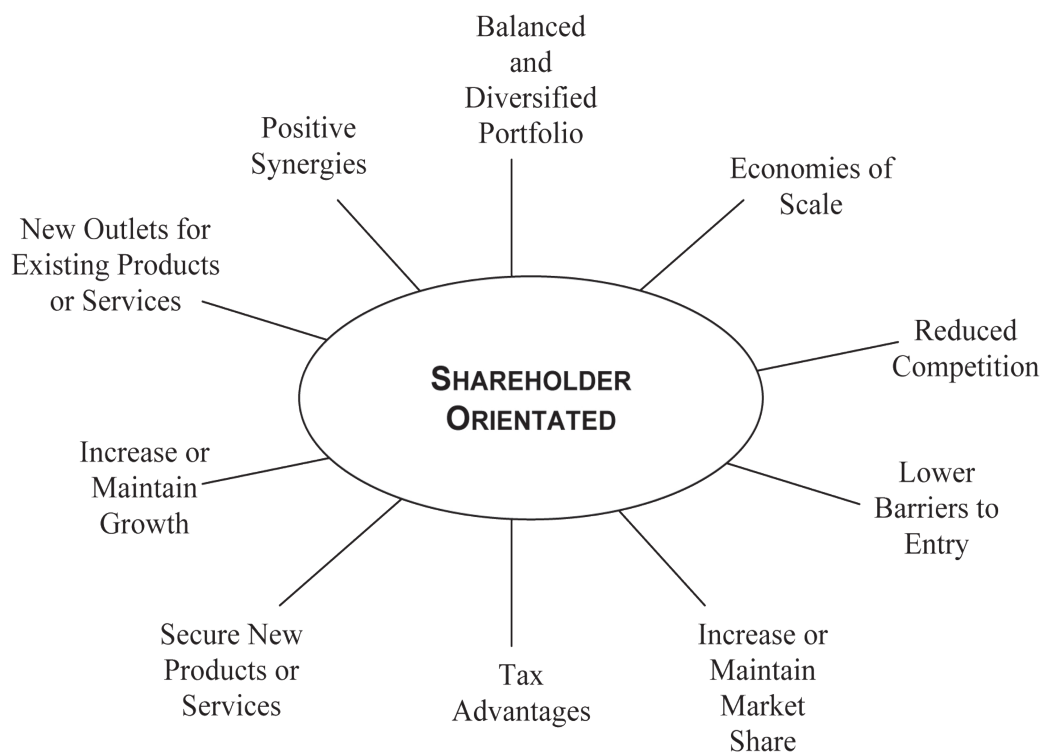 Balanced
and
Diversified
Portfolio
Positive
Synergies
Economies of
Scale
New Outlets for
Existing Products
or Services
Reduced
Competition
SHAREHOLDER
ORIENTATED
Increase or
Maintain
Growth
Lower
Barriers to
Entry
Secure New
Products or
Services
Tax
Advantages
Increase or
Maintain
Market
Share